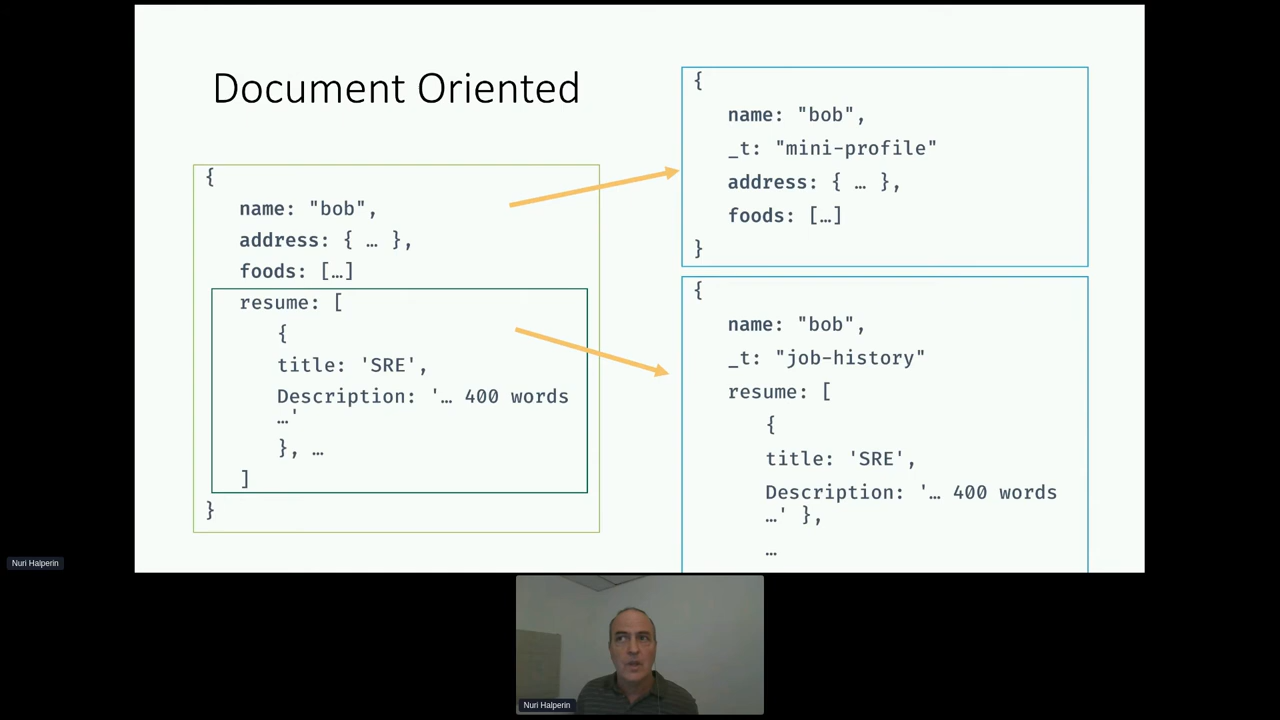 Document Oriented
{
name: "bob",
address: { … },
foods: […]
resume: [
{
title: 'SRE',
Description: '… 400 words
…'
}, …
]
}
{
name: "bob",
_t: "mini-profile"
address: { … },
foods: […]
}
{
name: "bob",
_t: "job-history"
resume: [
{
title: 'SRE',
Description: '… 400 words
…' },
…
Nuri Halperin
Nuri Halperin